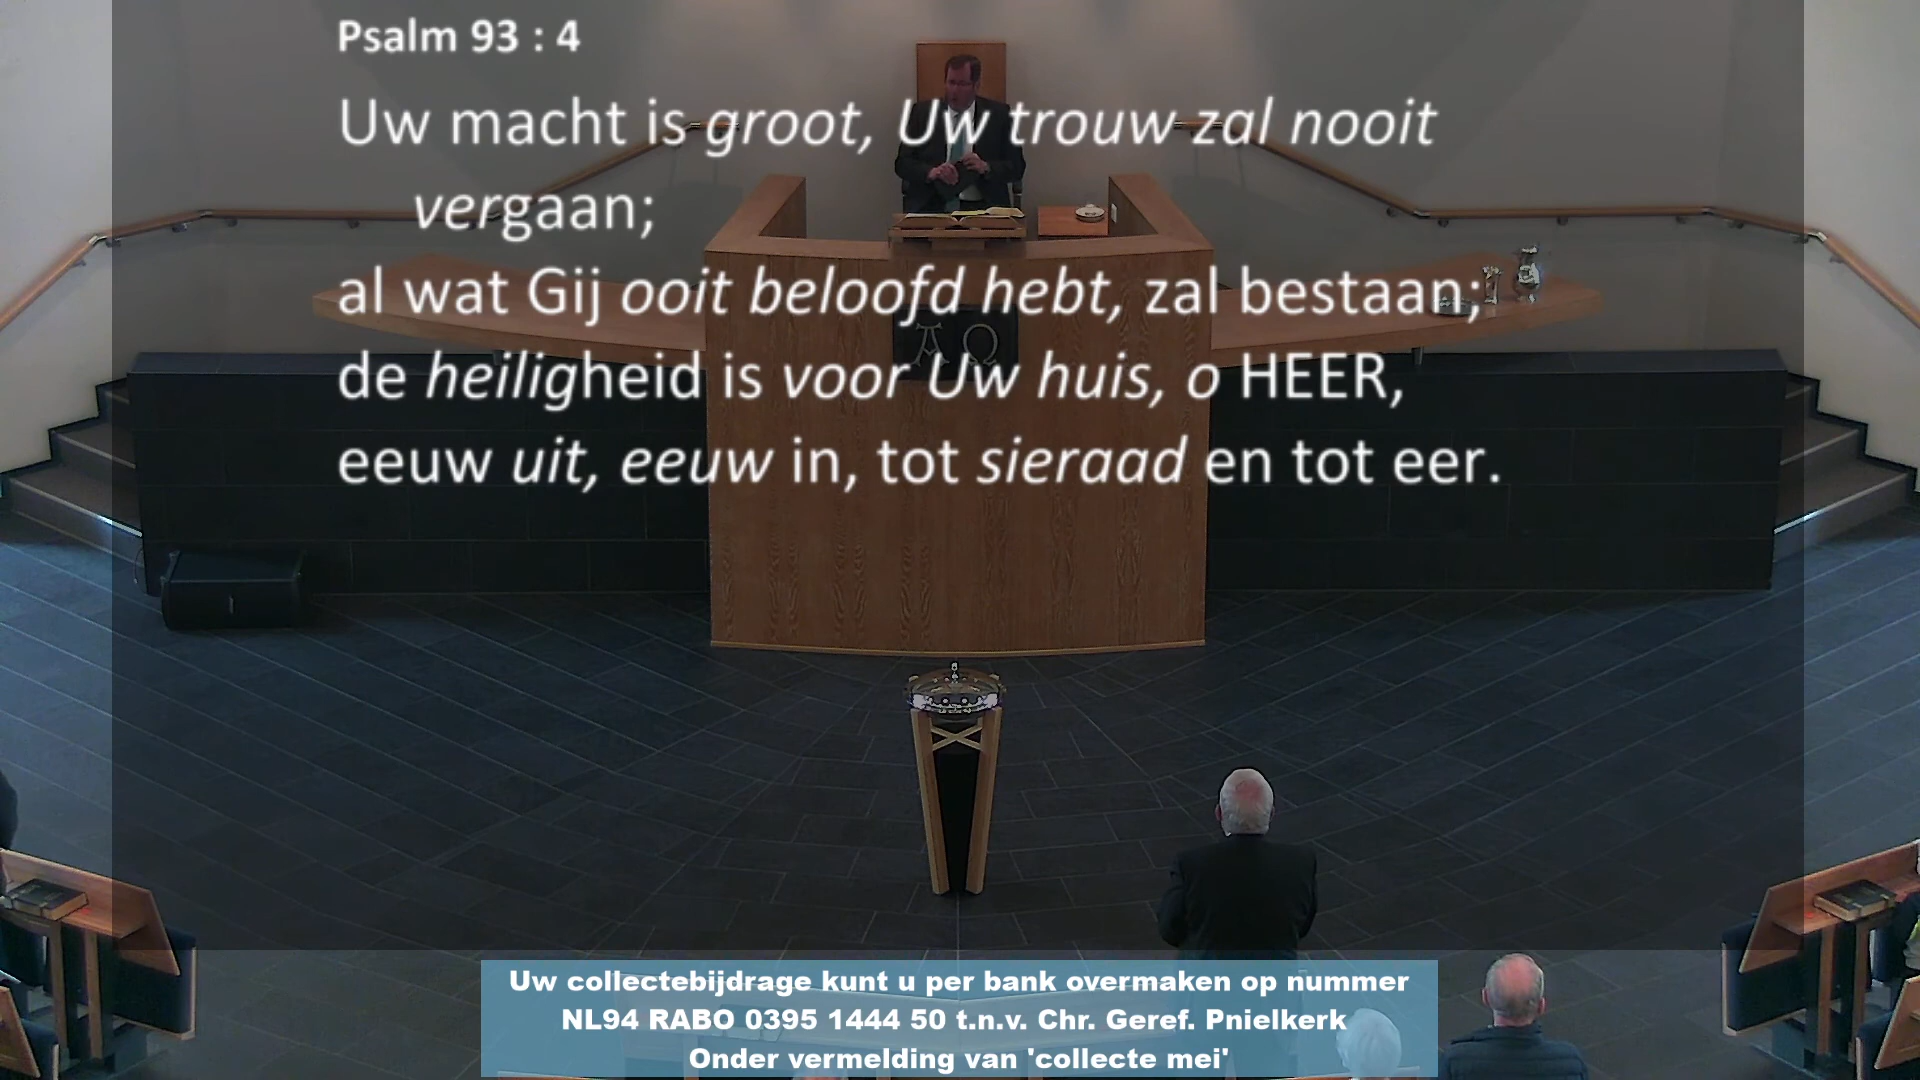 Psalm 93 : 4
Uw macht is groot, Uw trouw zal nooit
vergaan;
al wat Gij ooit beloofd hebt, zal bestaan;
ΑΩ
de heiligheid is voor Uw huis, o HEER,
eeuw uit, eeuw in, tot sieraad en tot eer.
Uw collectebijdrage kunt u per bank overmaken op nummer
NL94 RABO 0395 1444 50 t.n.v. Chr. Geref. Pnielkerk
Onder vermelding van 'collecte mei'